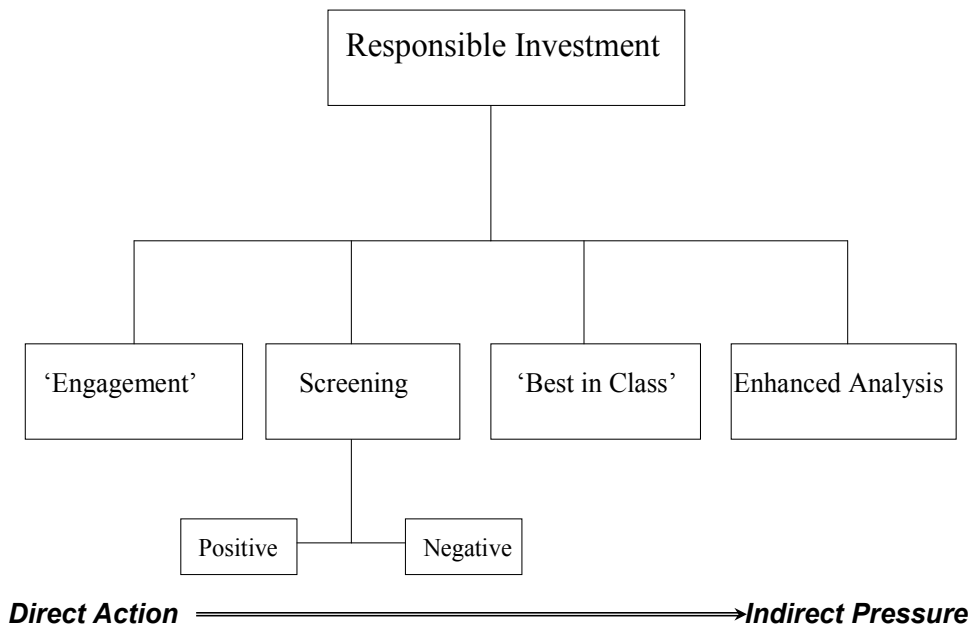 Responsible Investment
‘Engagement’
Screening
‘Best in Class’
Enhanced Analysis
Positive
Negative
Direct Action
Indirect Pressure